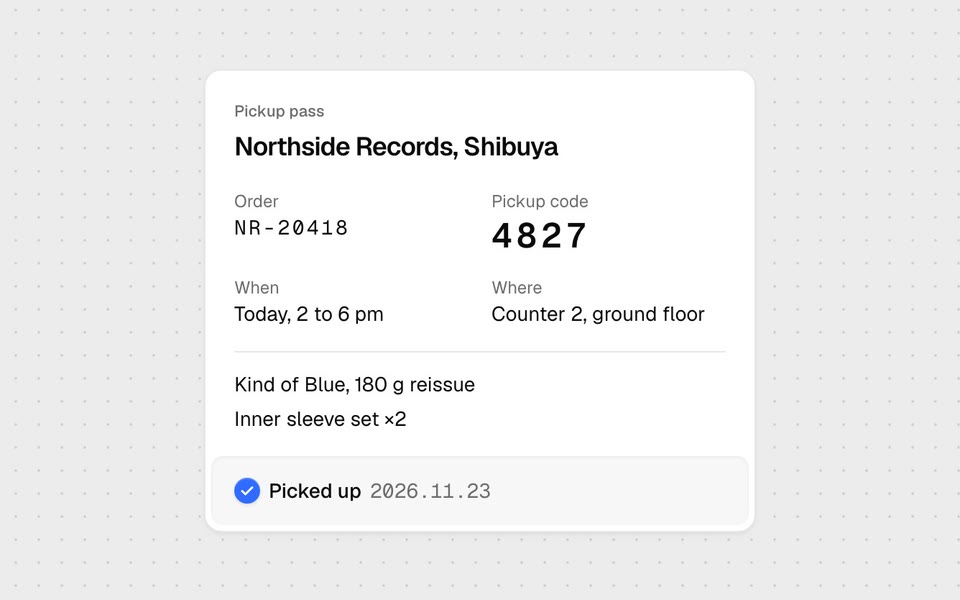 Pickup pass
Northside Records, Shibuya
Order
NR-20418
Pickup code
4827
When
Today, 2 to 6 pm
Where
Counter 2, ground floor
Kind of Blue, 180 g reissue
Inner sleeve set ×2
Picked up 2026.11.23